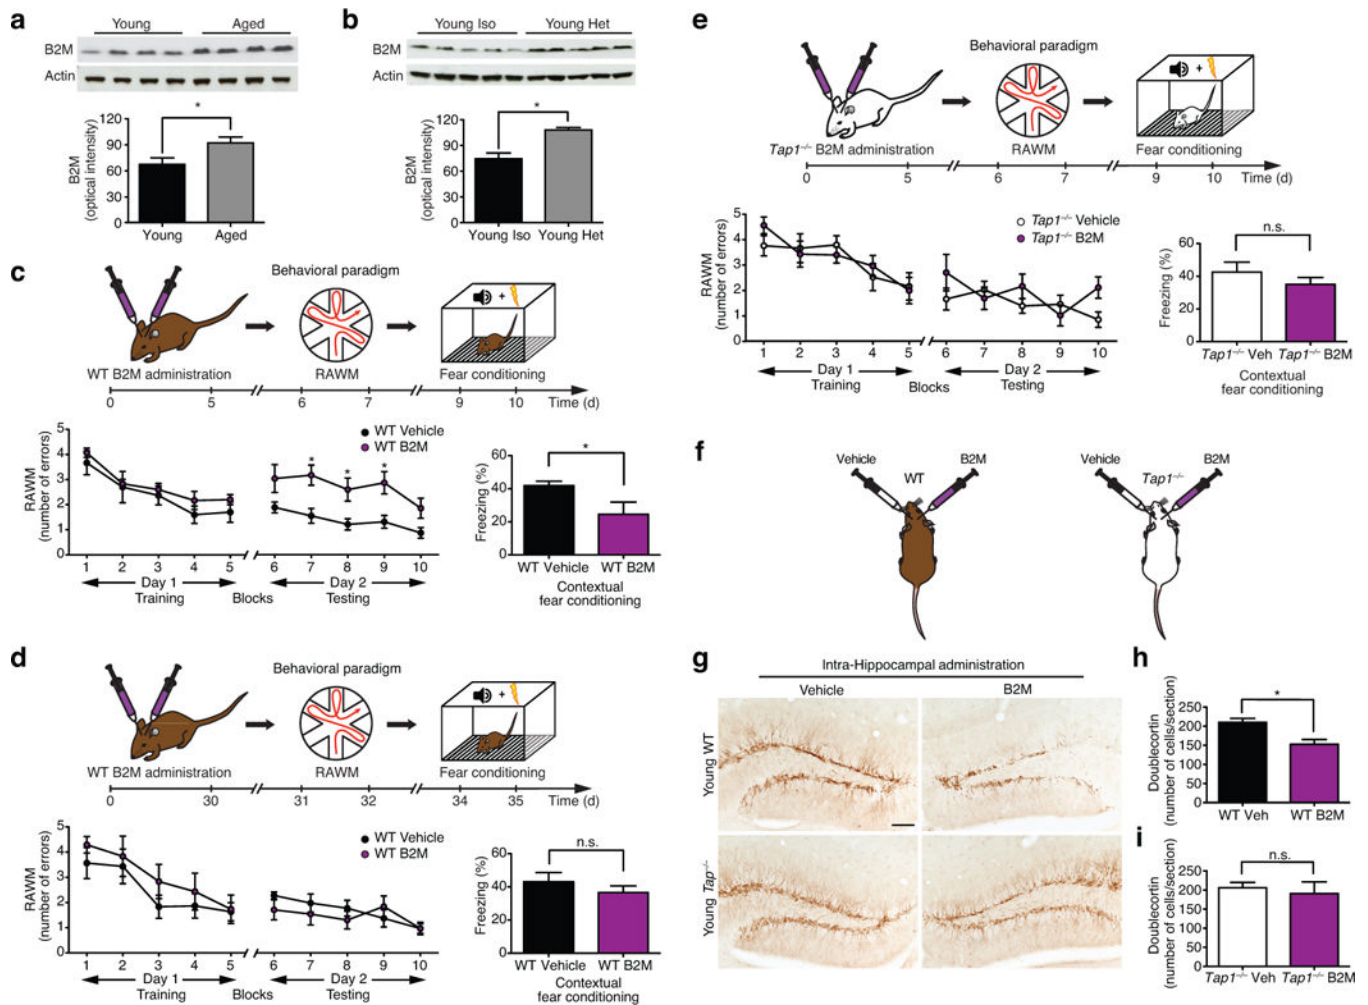 a
Young Aged
B2M
Actin
*
B2M
(optical intensity)
120
90
60
30
0
Young Aged
b
Young Iso Young Het
B2M
Actin
*
B2M
(optical intensity)
120
90
60
30
0
Young Iso Young Het
c
Behavioral paradigm
+
WT B2M administration RAWM Fear conditioning
0 5 6 7 9 10 Time (d)
WT Vehicle
WT B2M
RAWM
(number of errors)
5
4
3
2
1
0
* * *
1 2 3 4 5 6 7 8 9 10
Day 1 Day 2
Training Blocks Testing
*
Freezing (%)
60
40
20
0
WT Vehicle WT B2M
Contextual
fear conditioning
d
Behavioral paradigm
+
WT B2M administration RAWM Fear conditioning
0 30 31 32 34 35 Time (d)
WT Vehicle
WT B2M
RAWM
(number of errors)
5
4
3
2
1
0
1 2 3 4 5 6 7 8 9 10
Day 1 Day 2
Training Blocks Testing
n.s.
Freezing (%)
60
40
20
0
WT Vehicle WT B2M
Contextual
fear conditioning
e
Behavioral paradigm
+
Tap1–/– B2M administration RAWM Fear conditioning
0 5 6 7 9 10 Time (d)
Tap1–/– Vehicle
Tap1–/– B2M
RAWM
(number of errors)
5
4
3
2
1
0
1 2 3 4 5 6 7 8 9 10
Day 1 Day 2
Training Blocks Testing
n.s.
Freezing (%)
60
40
20
0
Tap1–/– Veh Tap1–/– B2M
Contextual
fear conditioning
f
Vehicle B2M
WT
Vehicle B2M
Tap1–/–
g
Intra-Hippocampal administration
Vehicle B2M
Young WT
Young Tap–/–
h
*
Doublecortin
(number of cells/section)
250
200
150
100
50
0
WT Veh WT B2M
i
n.s.
Doublecortin
(number of cells/section)
250
200
150
100
50
0
Tap1–/– Veh Tap1–/– B2M